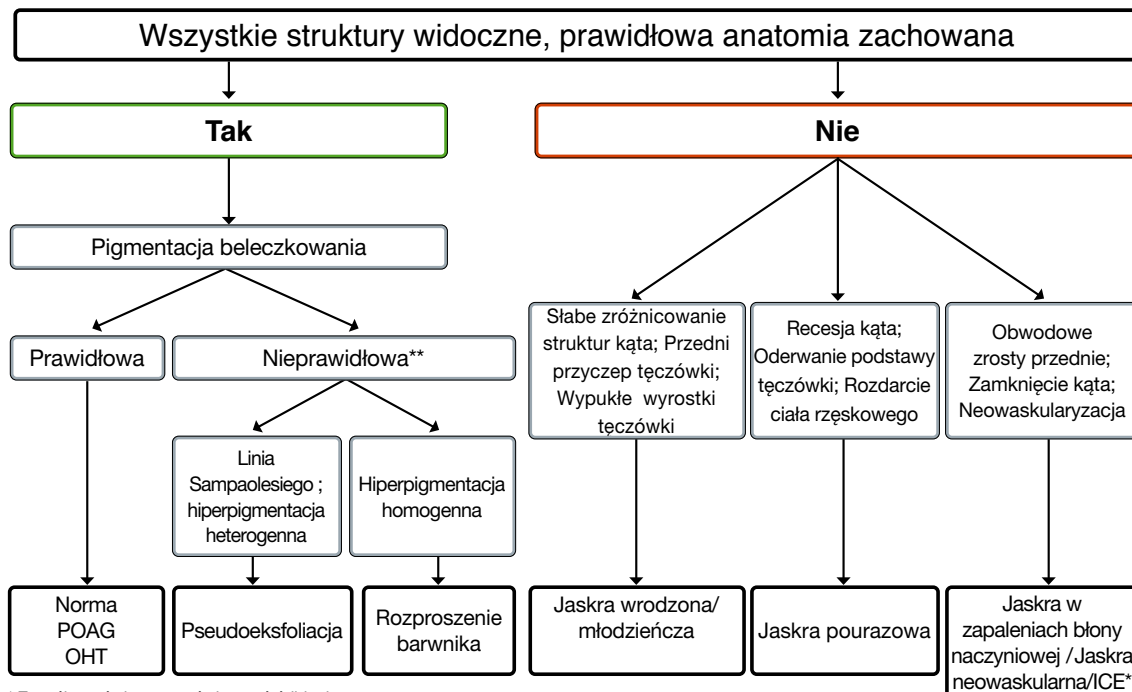 Wszystkie struktury widoczne, prawidłowa anatomia zachowana
Tak
Nie
Pigmentacja beleczkowania
Prawidłowa
Nieprawidłowa**
Słabe zróżnicowanie
struktur kąta; Przedni
przyczep tęczówki;
Wypukłe wyrostki
tęczówki
Recesja kąta;
Oderwanie podstawy
tęczówki; Rozdarcie
ciała rzęskowego
Obwodowe
zrosty przednie;
Zamknięcie kąta;
Neowaskularyzacja
Linia
Sampaolesiego ;
hiperpigmentacja
heterogenna
Hiperpigmentacja
homogenna
Norma
POAG
OHT
Pseudoeksfoliacja
Rozproszenie
barwnika
Jaskra wrodzona/
młodzieńcza
Jaskra pourazowa
Jaskra w
zapaleniach błony
naczyniowej /Jaskra
neowaskularna/ICE*